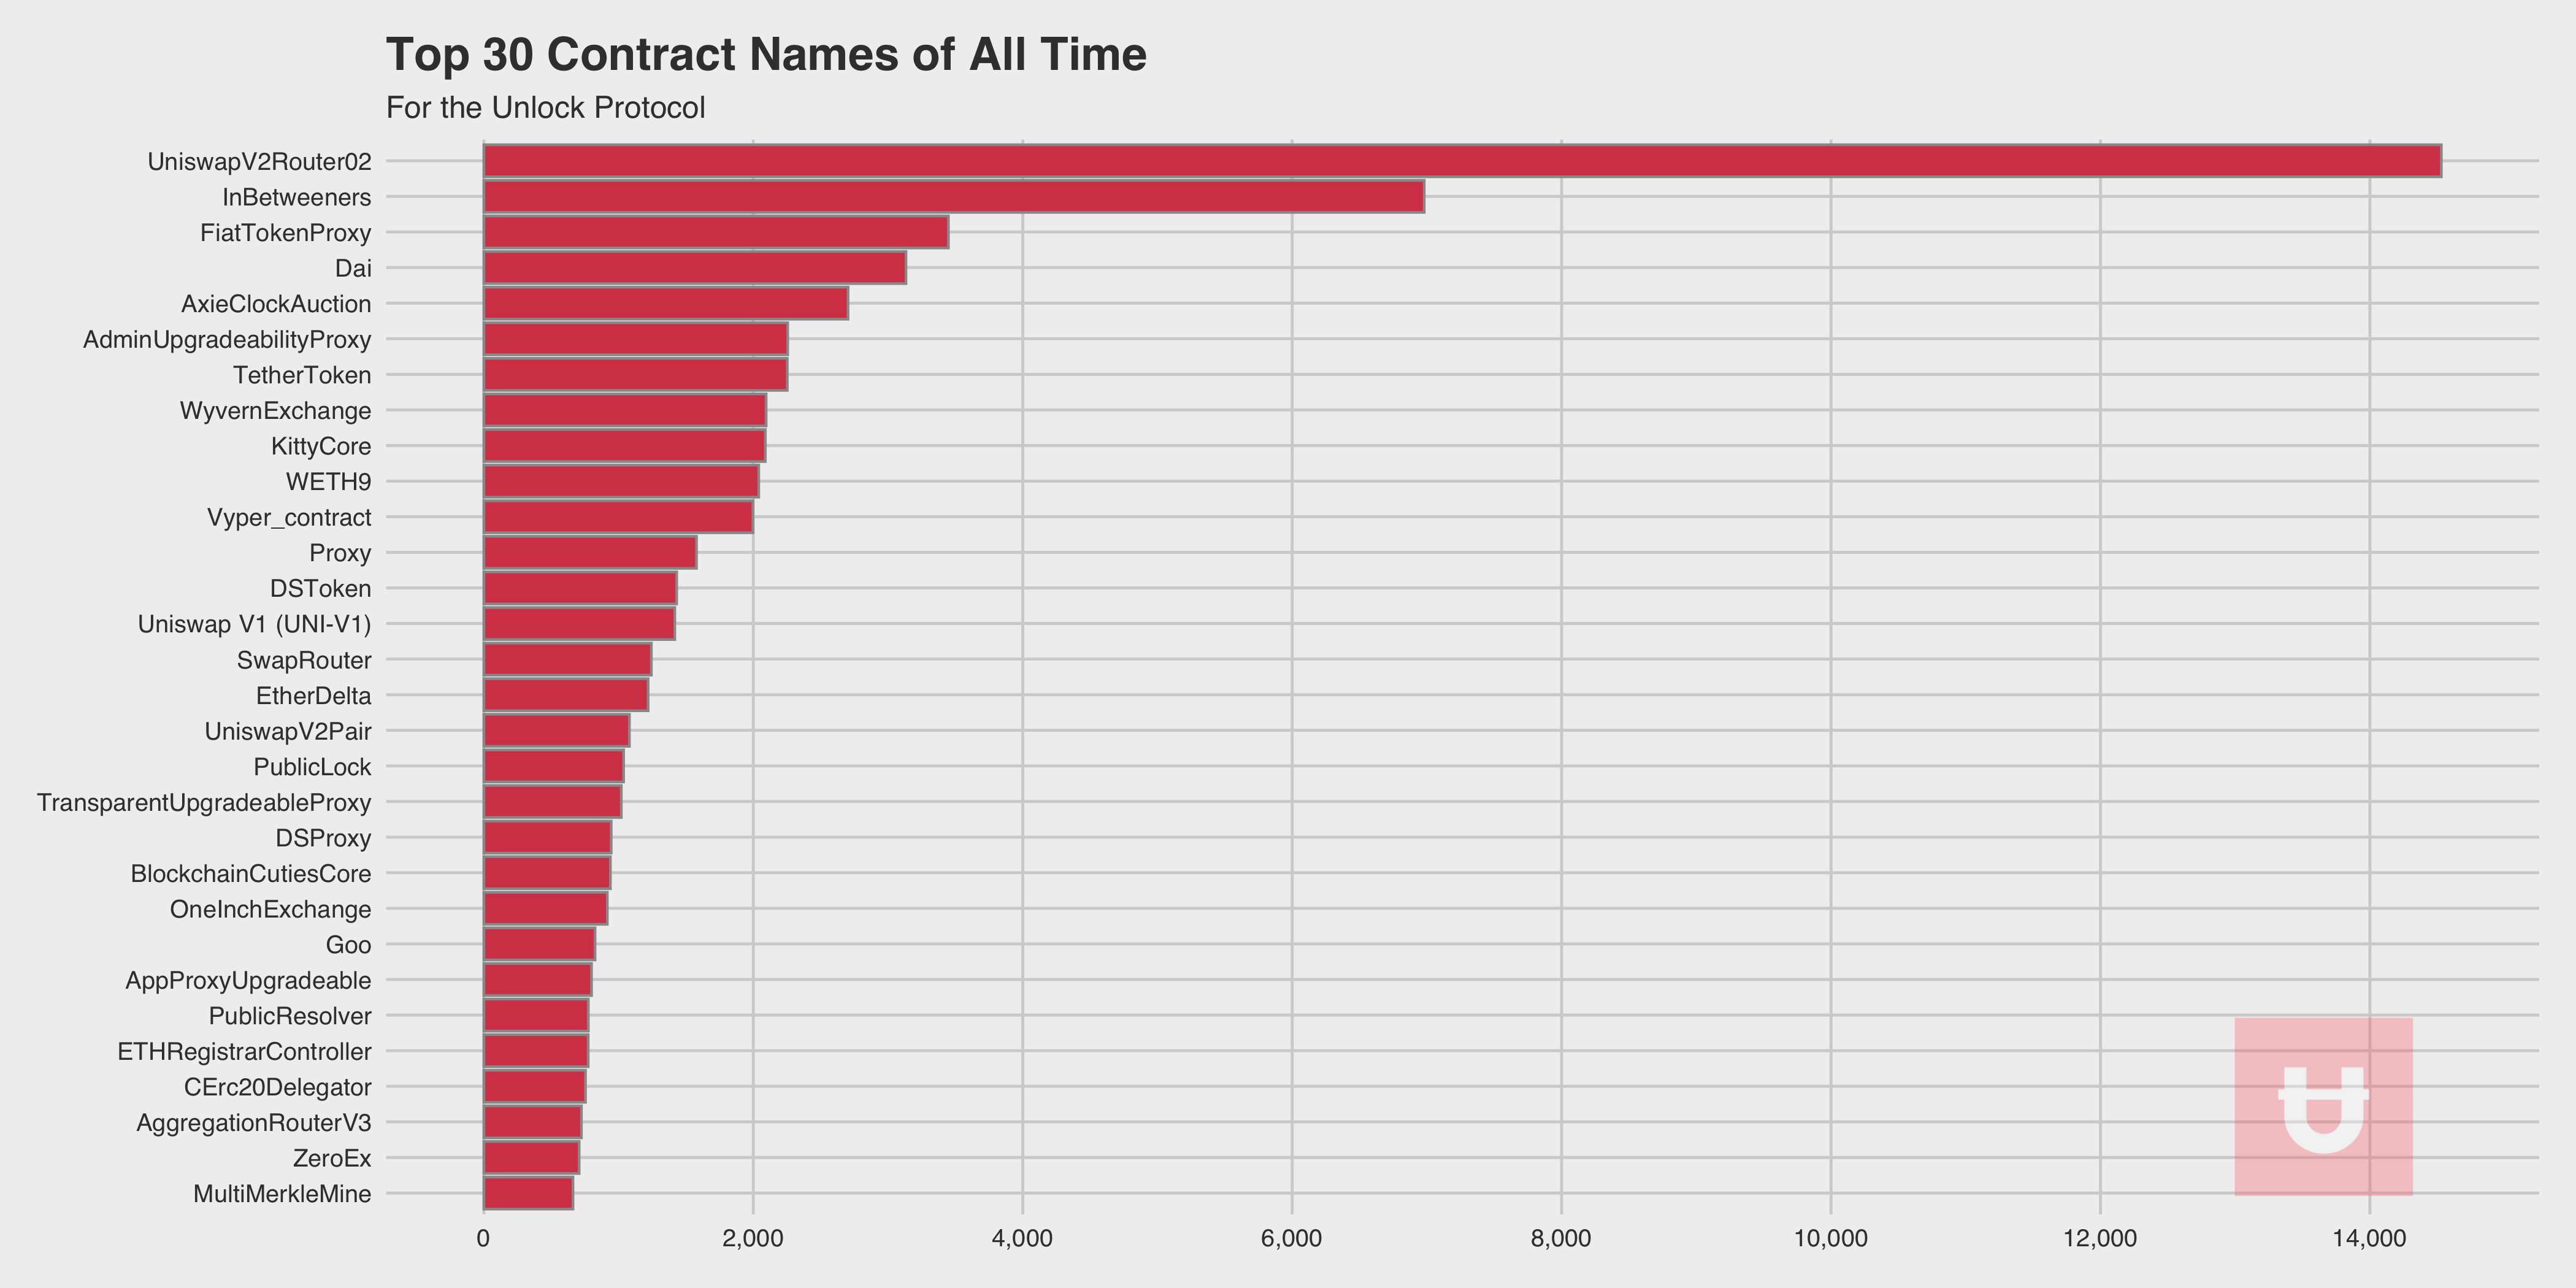 Top 30 Contract Names of All Time
For the Unlock Protocol
UniswapV2Router02
InBetweeners
FiatTokenProxy
Dai
AxieClockAuction
AdminUpgradeabilityProxy
TetherToken
WyvernExchange
KittyCore
WETH9
Vyper_contract
Proxy
DSToken
Uniswap V1 (UNI-V1)
SwapRouter
EtherDelta
UniswapV2Pair
PublicLock
TransparentUpgradeableProxy
DSProxy
BlockchainCutiesCore
OneInchExchange
Goo
AppProxyUpgradeable
PublicResolver
ETHRegistrarController
CErc20Delegator
AggregationRouterV3
ZeroEx
MultiMerkleMine
0 2,000 4,000 6,000 8,000 10,000 12,000 14,000